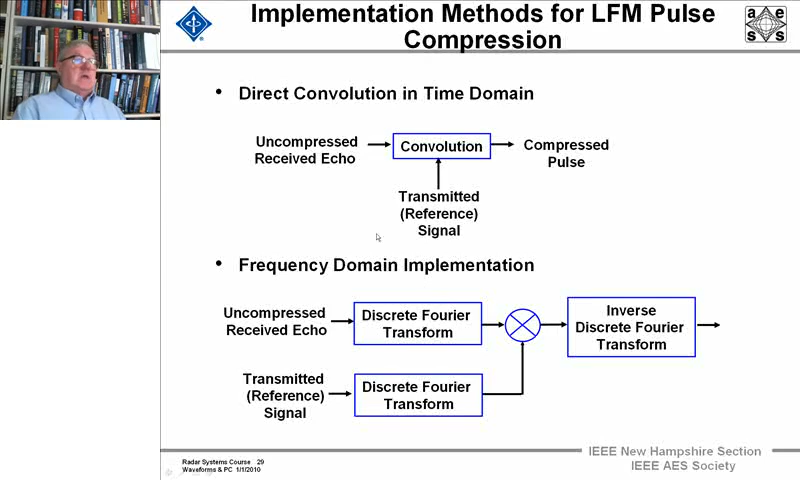 Implementation Methods for LFM Pulse
Compression
a e
s s
• Direct Convolution in Time Domain
Uncompressed
Received Echo
Convolution
Compressed
Pulse
Transmitted
(Reference)
Signal
• Frequency Domain Implementation
Uncompressed
Received Echo
Discrete Fourier
Transform
Inverse
Discrete Fourier
Transform
Transmitted
(Reference)
Signal
Discrete Fourier
Transform
Radar Systems Course 29
Waveforms & PC 1/1/2010
IEEE New Hampshire Section
IEEE AES Society